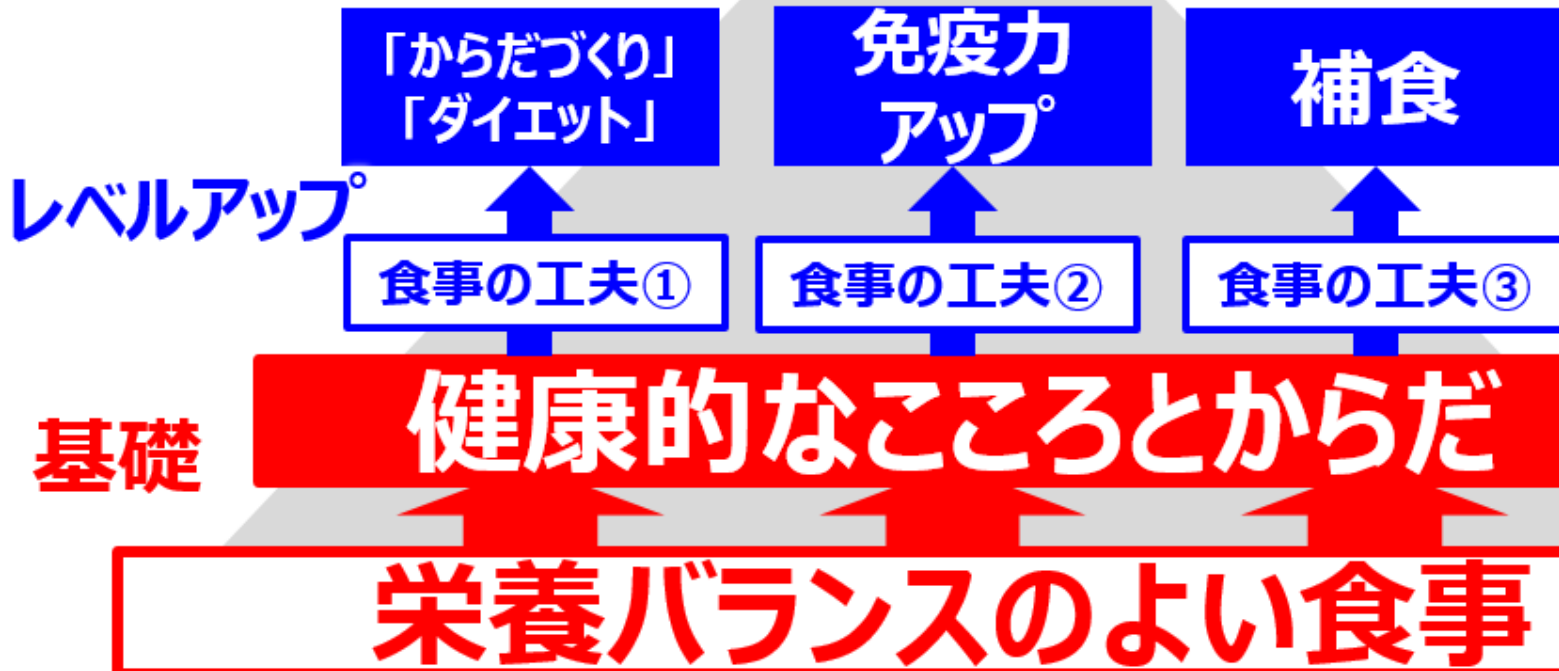 「からだづくり」
「ダイエット」
免疫力
アップ
補食
レベルアップ
食事の工夫①
食事の工夫②
食事の工夫③
健康的なこころとからだ
基礎
栄養バランスのよい食事